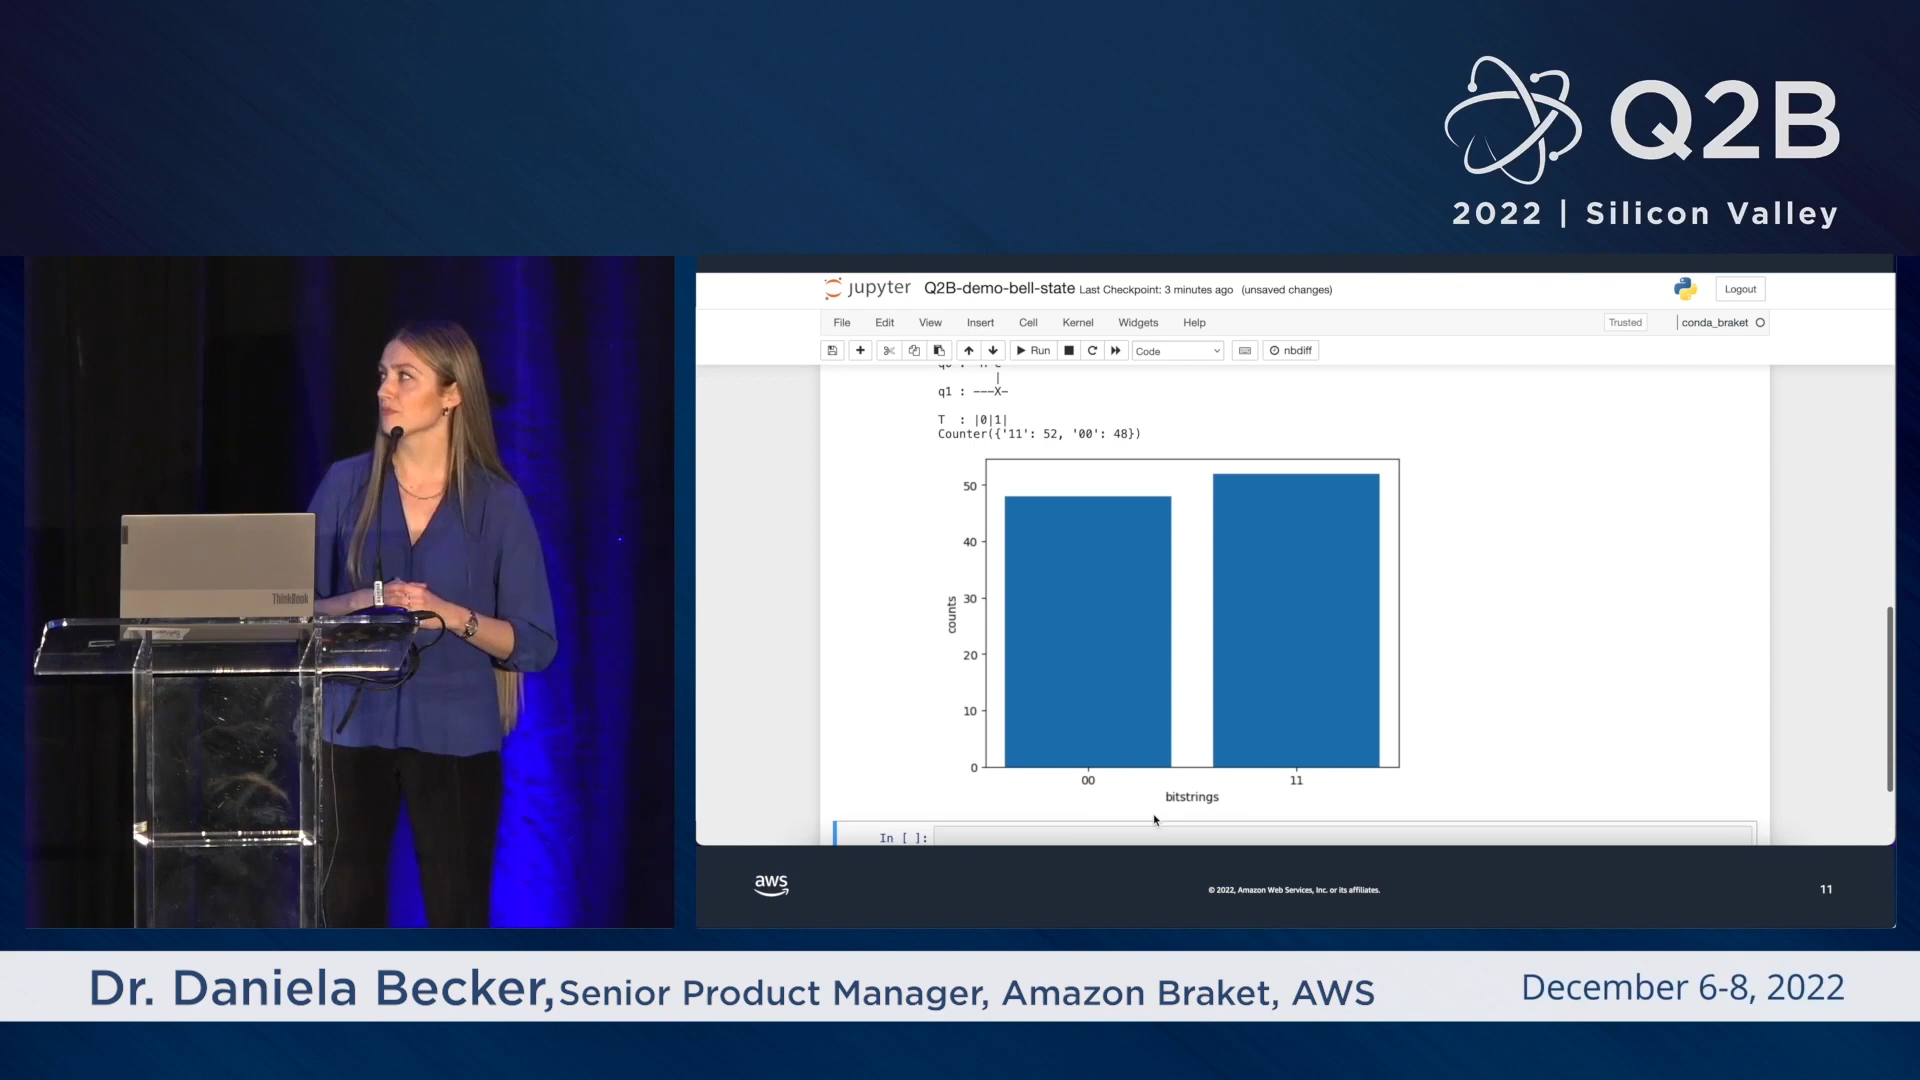 Q2B
2022 | Silicon Valley
jupyter Q2B-demo-bell-state Last Checkpoint: 3 minutes ago (unsaved changes)
Logout
File Edit View Insert Cell Kernel Widgets Help
Trusted
conda_braket
Run
Code
nbdiff
q1 : ---X-
T : |0|1|
Counter({'11': 52, '00': 48})
50
40
30
20
10
0
counts
00 11
bitstrings
In [ ]:
ThinkBook
aws
© 2022, Amazon Web Services, Inc. or its affiliates.
11
Dr. Daniela Becker, Senior Product Manager, Amazon Braket, AWS
December 6-8, 2022